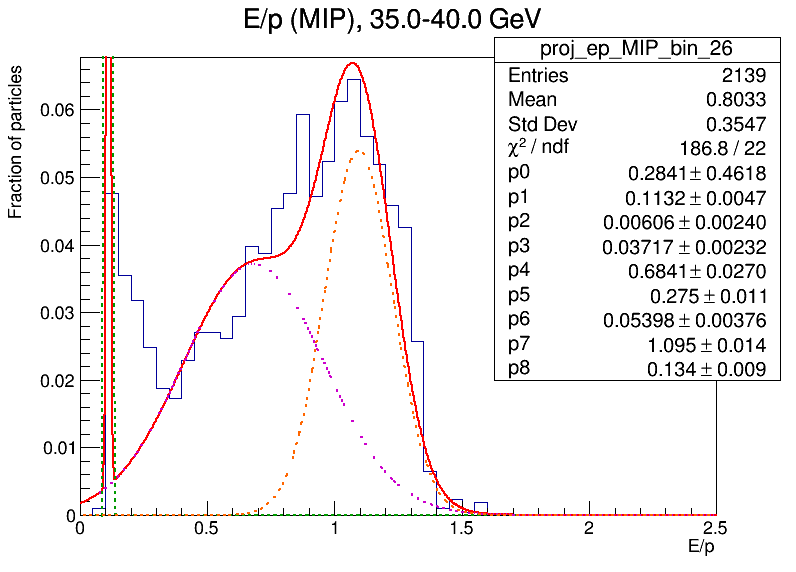 E/p (MIP), 35.0-40.0 GeV
proj_ep_MIP_bin_26
Entries 2139
Mean 0.8033
Std Dev 0.3547
χ² / ndf 186.8 / 22
p0 0.2841 ± 0.4618
p1 0.1132 ± 0.0047
p2 0.00606 ± 0.00240
p3 0.03717 ± 0.00232
p4 0.6841 ± 0.0270
p5 0.275 ± 0.011
p6 0.05398 ± 0.00376
p7 1.095 ± 0.014
p8 0.134 ± 0.009
Fraction of particles
0.06
0.05
0.04
0.03
0.02
0.01
0
0 0.5 1 1.5 2 2.5
E/p